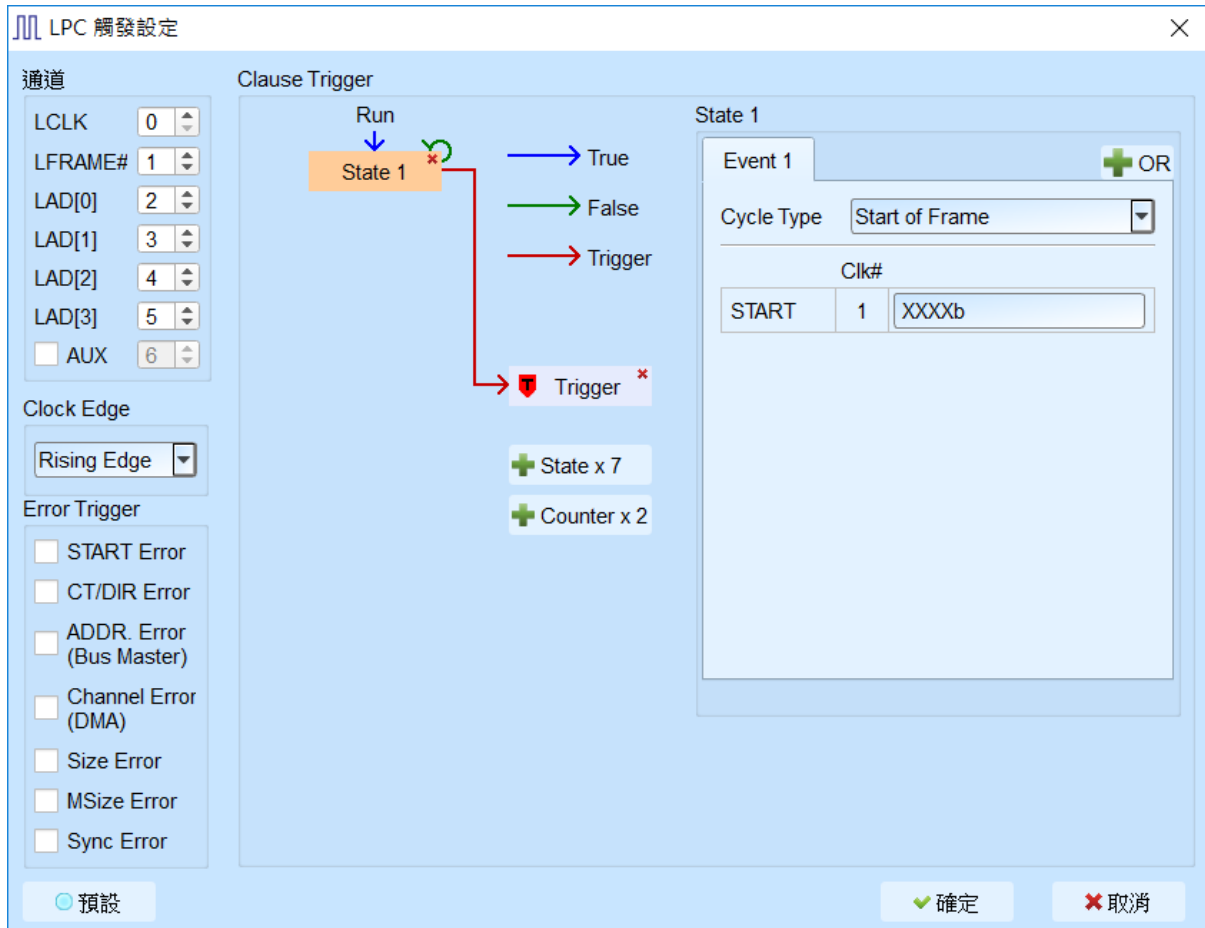 LPC 觸發設定
通道
LCLK 0
LFRAME# 1
LAD[0] 2
LAD[1] 3
LAD[2] 4
LAD[3] 5
AUX 6
Clock Edge
Rising Edge
Error Trigger
START Error
CT/DIR Error
ADDR. Error
(Bus Master)
Channel Error
(DMA)
Size Error
MSize Error
Sync Error
Clause Trigger
Run
State 1
True
False
Trigger
T Trigger
State x 7
Counter x 2
State 1
Event 1
OR
Cycle Type Start of Frame
Clk#
START 1 XXXXb
預設
確定
取消